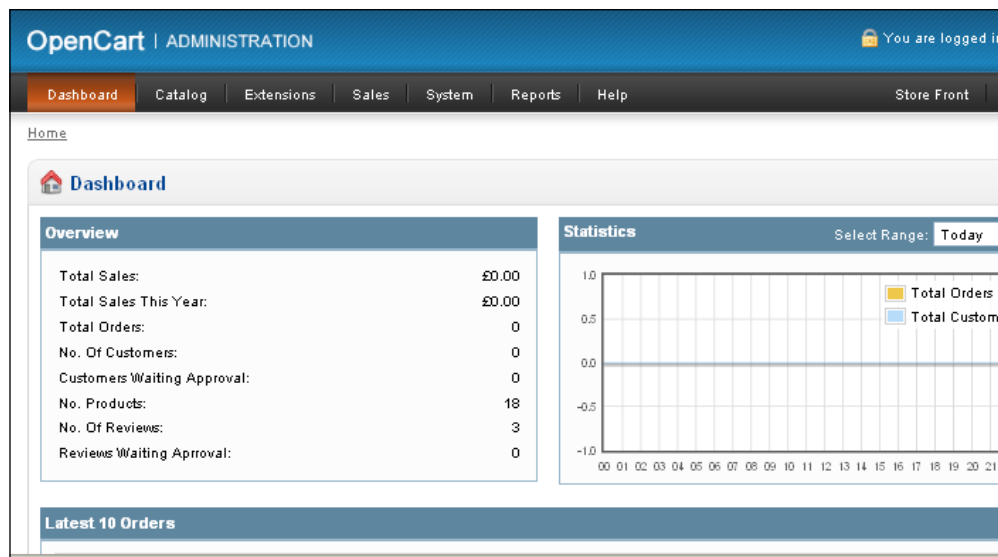 OpenCart | ADMINISTRATION You are logged in
Dashboard Catalog Extensions Sales System Reports Help Store Front
Home
Dashboard
Overview
Total Sales: £0.00
Total Sales This Year: £0.00
Total Orders: 0
No. Of Customers: 0
Customers Waiting Approval: 0
No. Products: 18
No. Of Reviews: 3
Reviews Waiting Aprroval: 0
Statistics Select Range: Today
Total Orders
Total Custom
1.0
0.5
0.0
-0.5
-1.0
00 01 02 03 04 05 06 07 08 09 10 11 12 13 14 15 16 17 18 19 20 21
Latest 10 Orders